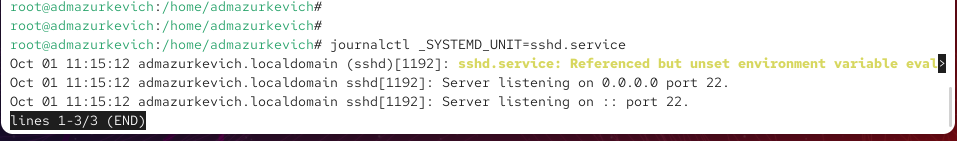 root@admazurkevich:/home/admazurkevich#
root@admazurkevich:/home/admazurkevich#
root@admazurkevich:/home/admazurkevich# journalctl _SYSTEMD_UNIT=sshd.service
Oct 01 11:15:12 admazurkevich.localdomain (sshd)[1192]: sshd.service: Referenced but unset environment variable eval>
Oct 01 11:15:12 admazurkevich.localdomain sshd[1192]: Server listening on 0.0.0.0 port 22.
Oct 01 11:15:12 admazurkevich.localdomain sshd[1192]: Server listening on :: port 22.
lines 1-3/3 (END)